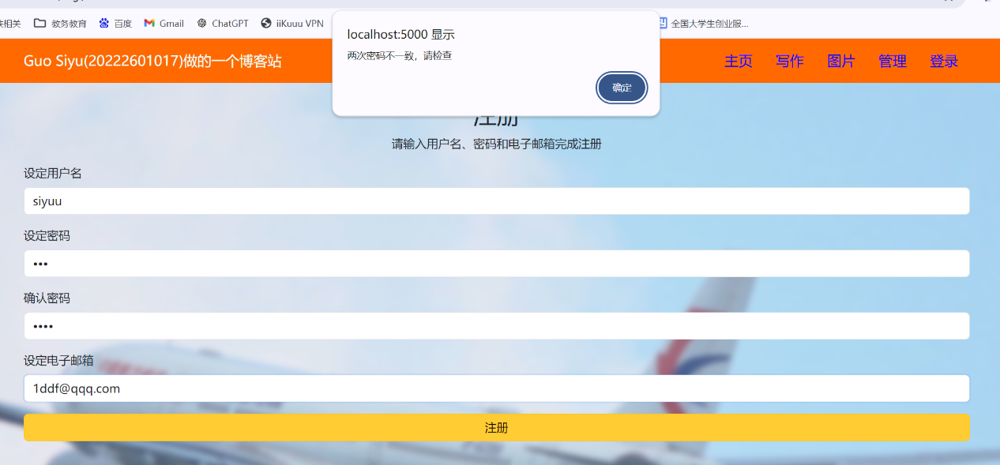 族相关 教务教育 百度 Gmail ChatGPT iiKuuu VPN 全国大学生创业服...
localhost:5000 显示
两次密码不一致，请检查
确定
Guo Siyu(20222601017)做的一个博客站 主页 写作 图片 管理 登录
注册
请输入用户名、密码和电子邮箱完成注册
设定用户名
siyuu
设定密码
•••
确认密码
••••
设定电子邮箱
1ddf@qqq.com
注册